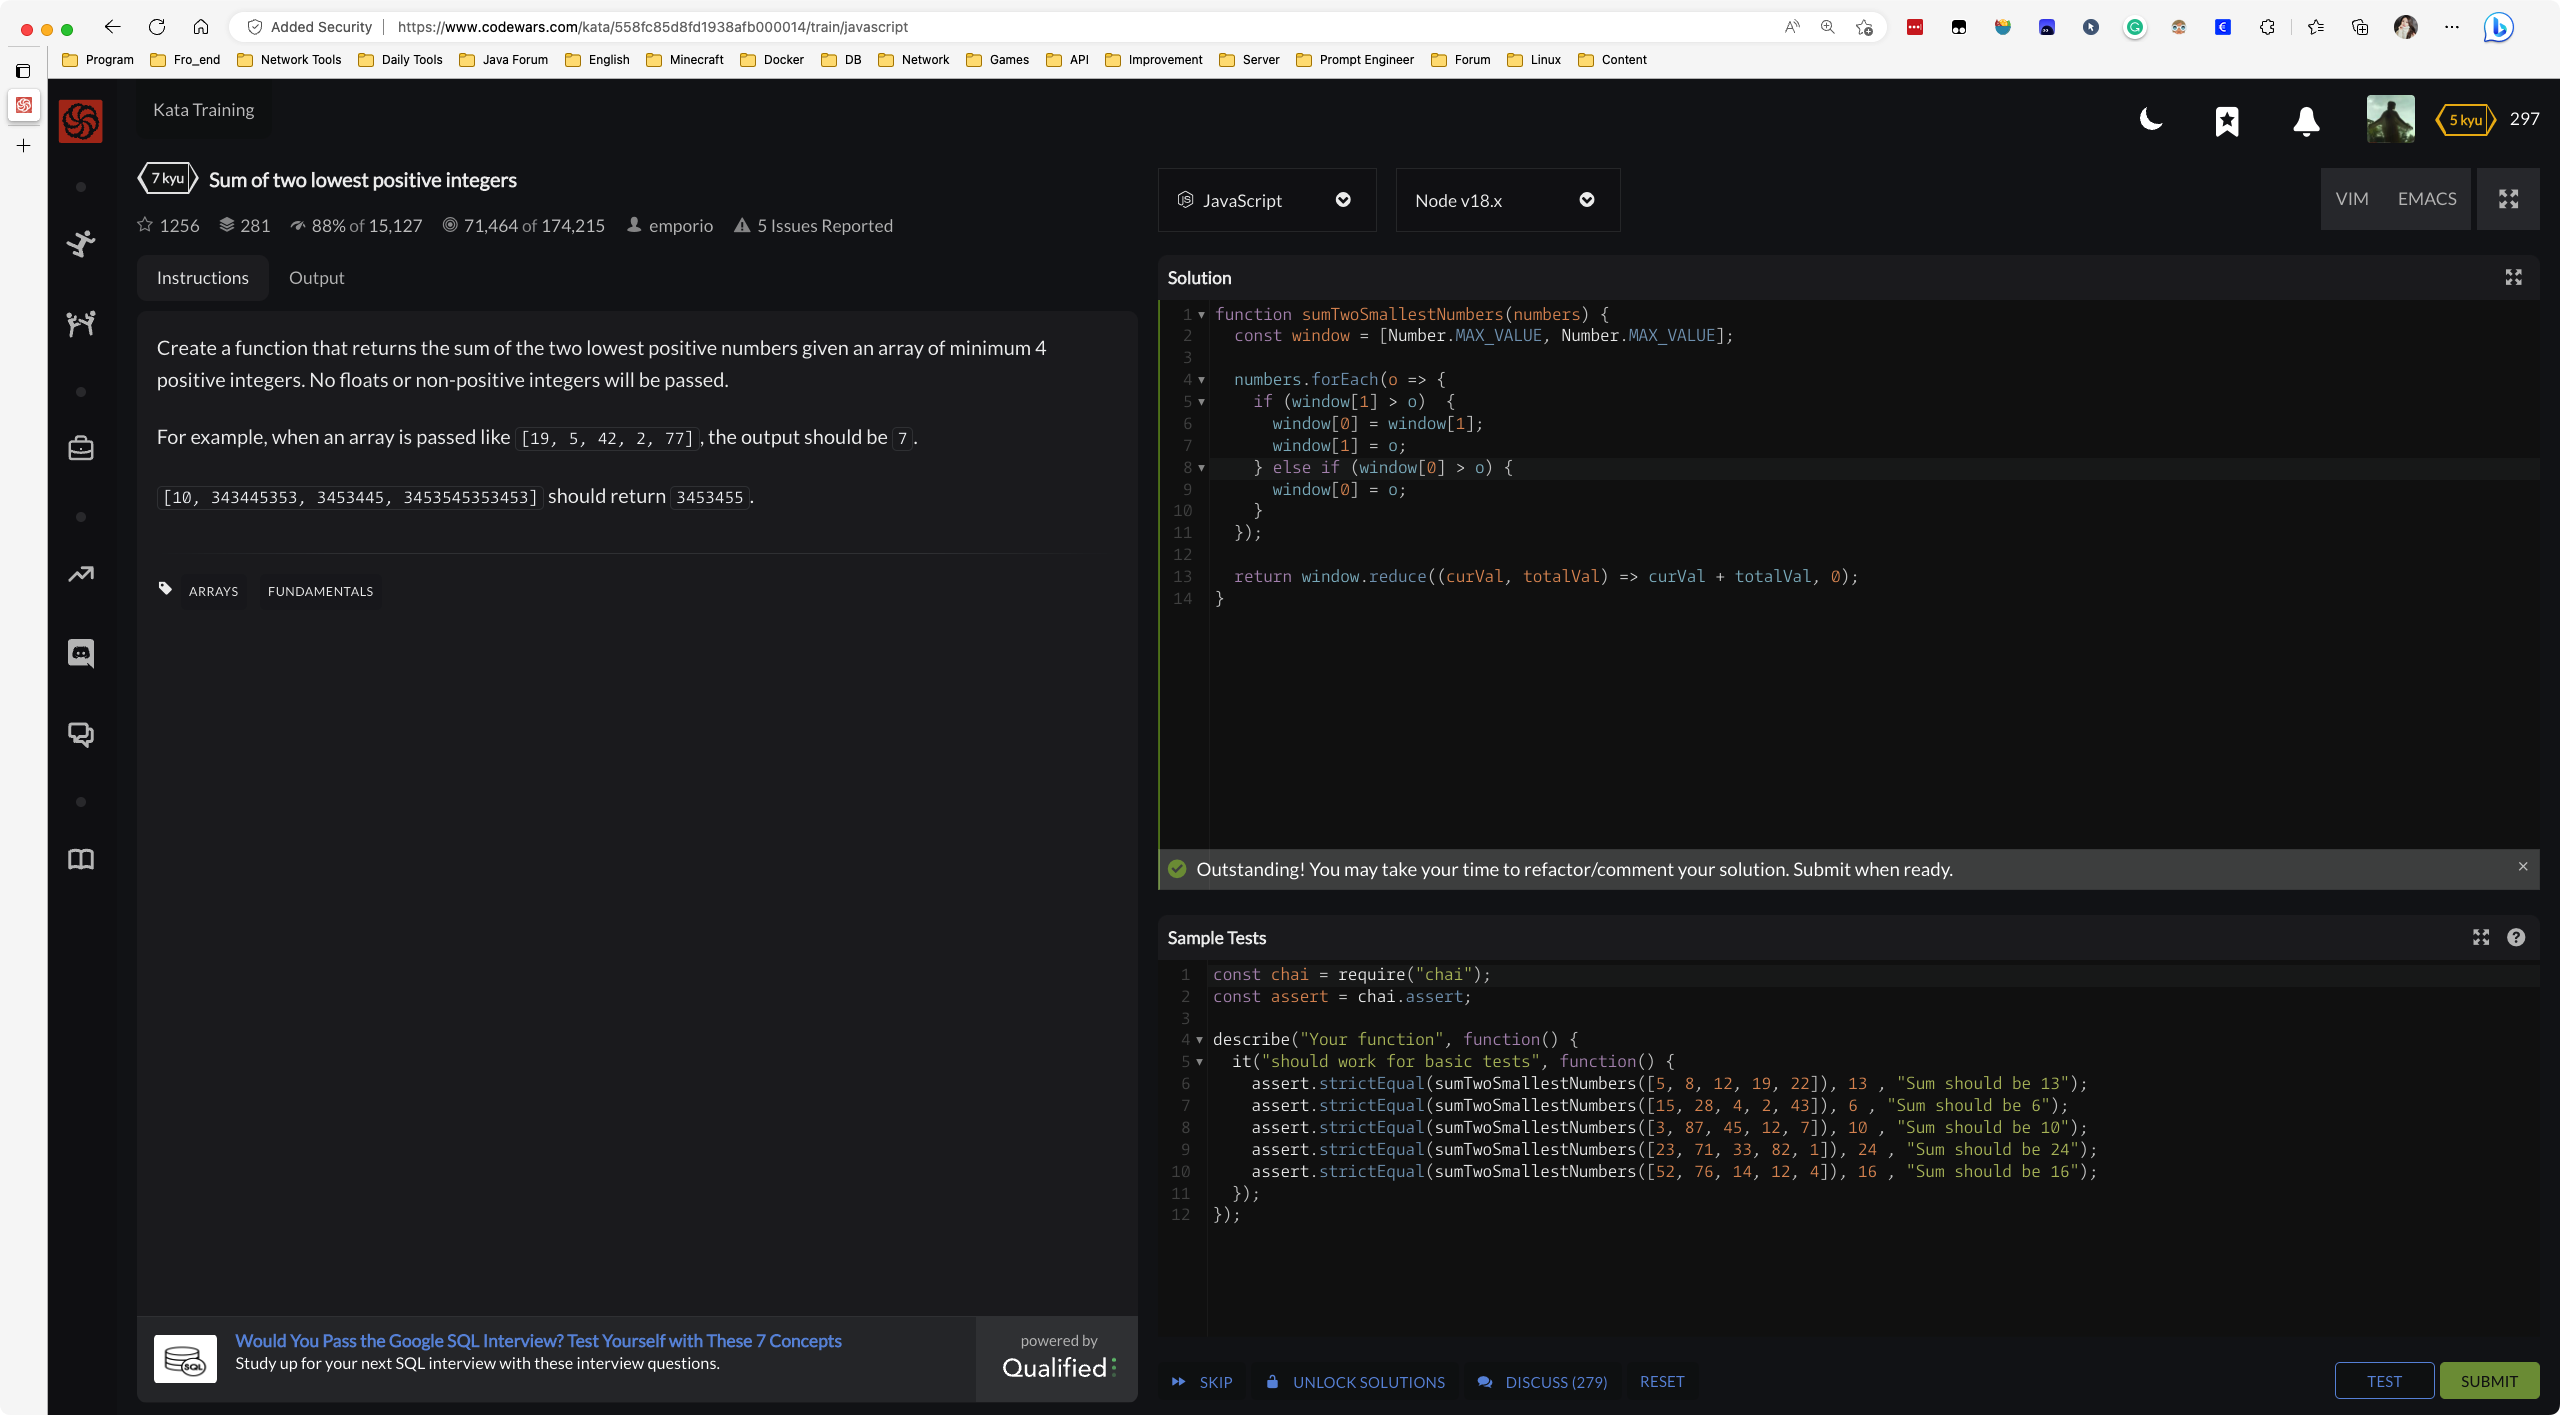 Added Security
https://www.codewars.com/kata/558fc85d8fd1938afb000014/train/javascript
Program Fro_end Network Tools Daily Tools Java Forum English Minecraft Docker DB Network Games API Improvement Server Prompt Engineer Forum Linux Content
Kata Training
5 kyu 297
7 kyu Sum of two lowest positive integers
1256 281 88% of 15,127 71,464 of 174,215 emporio 5 Issues Reported
JavaScript Node v18.x VIM EMACS
Instructions Output
Create a function that returns the sum of the two lowest positive numbers given an array of minimum 4
positive integers. No floats or non-positive integers will be passed.
For example, when an array is passed like [19, 5, 42, 2, 77], the output should be 7.
[10, 343445353, 3453445, 3453545353453] should return 3453455.
ARRAYS FUNDAMENTALS
Would You Pass the Google SQL Interview? Test Yourself with These 7 Concepts
Study up for your next SQL interview with these interview questions.
SQL
powered by
Qualified
Solution
1 function sumTwoSmallestNumbers(numbers) {
2 const window = [Number.MAX_VALUE, Number.MAX_VALUE];
3
4 numbers.forEach(o => {
5 if (window[1] > o)  {
6 window[0] = window[1];
7 window[1] = o;
8 } else if (window[0] > o) {
9 window[0] = o;
10 }
11 });
12
13 return window.reduce((curVal, totalVal) => curVal + totalVal, 0);
14 }
Outstanding! You may take your time to refactor/comment your solution. Submit when ready.
Sample Tests
1 const chai = require("chai");
2 const assert = chai.assert;
3
4 describe("Your function", function() {
5 it("should work for basic tests", function() {
6 assert.strictEqual(sumTwoSmallestNumbers([5, 8, 12, 19, 22]), 13 , "Sum should be 13");
7 assert.strictEqual(sumTwoSmallestNumbers([15, 28, 4, 2, 43]), 6 , "Sum should be 6");
8 assert.strictEqual(sumTwoSmallestNumbers([3, 87, 45, 12, 7]), 10 , "Sum should be 10");
9 assert.strictEqual(sumTwoSmallestNumbers([23, 71, 33, 82, 1]), 24 , "Sum should be 24");
10 assert.strictEqual(sumTwoSmallestNumbers([52, 76, 14, 12, 4]), 16 , "Sum should be 16");
11 });
12 });
SKIP UNLOCK SOLUTIONS DISCUSS (279) RESET TEST SUBMIT